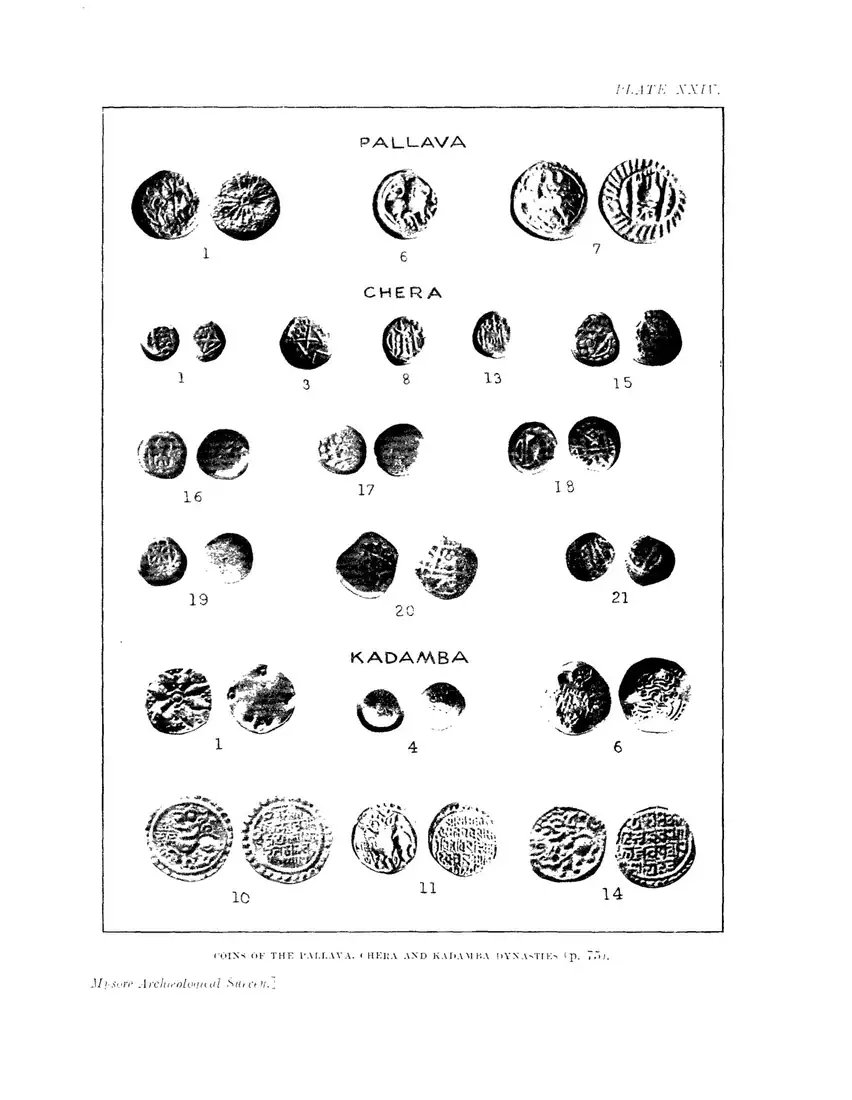 PLATE XXIV.
PALLAVA
1 6 7
CHERA
1 3 8 13 15
16 17 18
19 20 21
KADAMBA
1 4 6
10 11 14
COINS OF THE PALLAVA, CHERA AND KADAMBA DYNASTIES (p. 75).
Mysore Archæological Survey.]